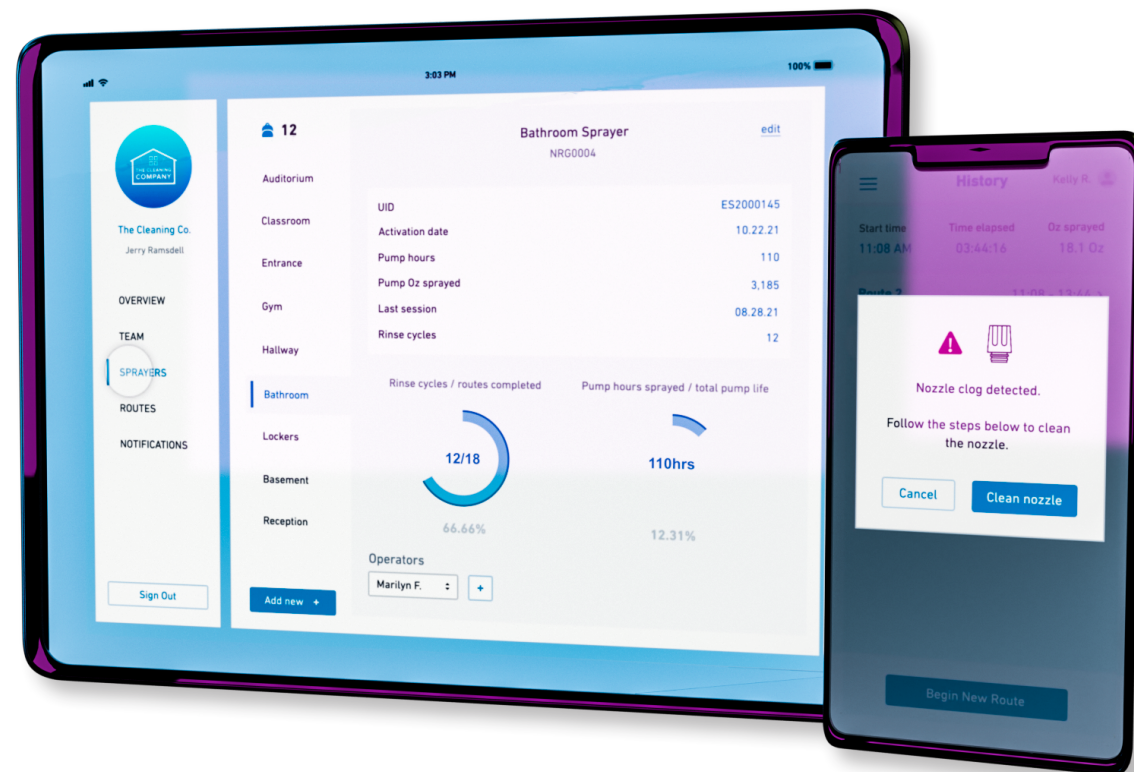 3:03 PM
100%
THE CLEANING
COMPANY
The Cleaning Co.
Jerry Ramsdell
OVERVIEW
TEAM
SPRAYERS
ROUTES
NOTIFICATIONS
Sign Out
12
Auditorium
Classroom
Entrance
Gym
Hallway
Bathroom
Lockers
Basement
Reception
Add new +
Bathroom Sprayer
edit
NRG0004
UID ES2000145
Activation date 10.22.21
Pump hours 110
Pump Oz sprayed 3,185
Last session 08.28.21
Rinse cycles 12
Rinse cycles / routes completed
12/18
66.66%
Pump hours sprayed / total pump life
110hrs
12.31%
Operators
Marilyn F.
+
History
Kelly R.
Start time Time elapsed Oz sprayed
11:08 AM 03:44:16 18.1 Oz
Route 2 11:08 - 13:44 >
Nozzle clog detected.
Follow the steps below to clean
the nozzle.
Cancel
Clean nozzle
Begin New Route